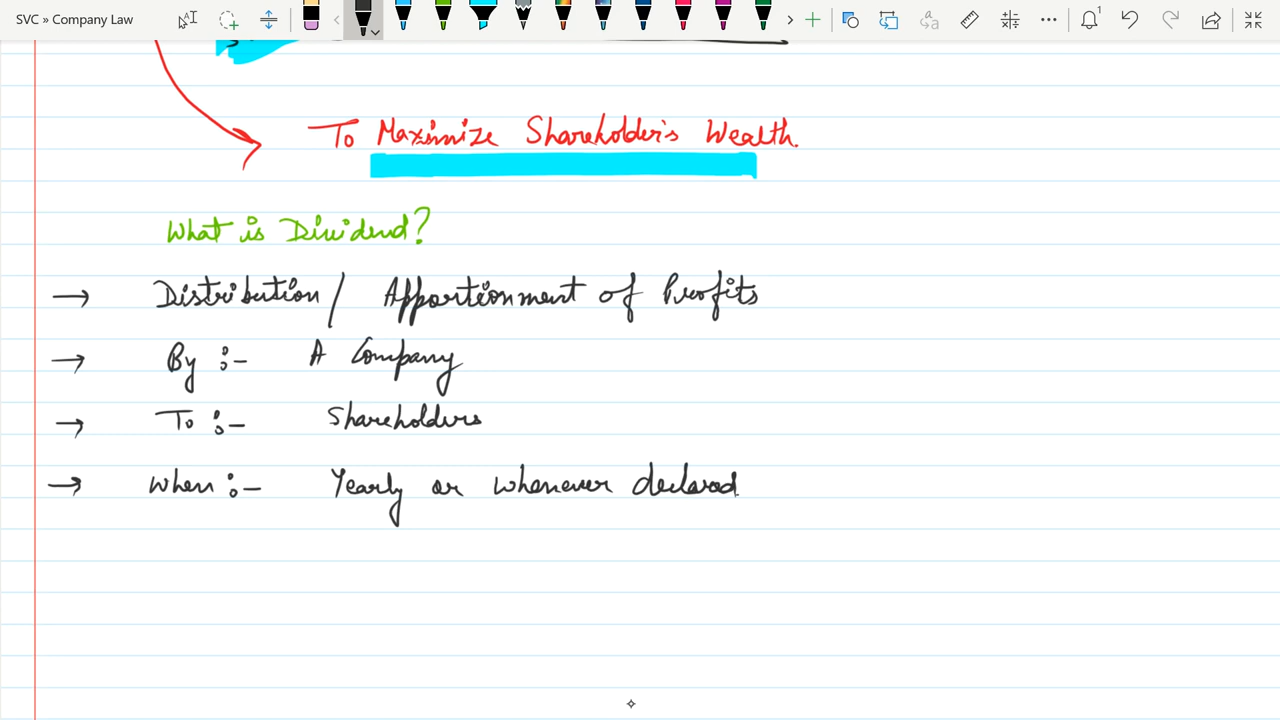 SVC » Company Law
To Maximize Shareholder's Wealth.
What is Dividend?
→ Distribution / Apportionment of Profits
→ By :- A Company
→ To :- Shareholders
→ When :- Yearly or whenever declared